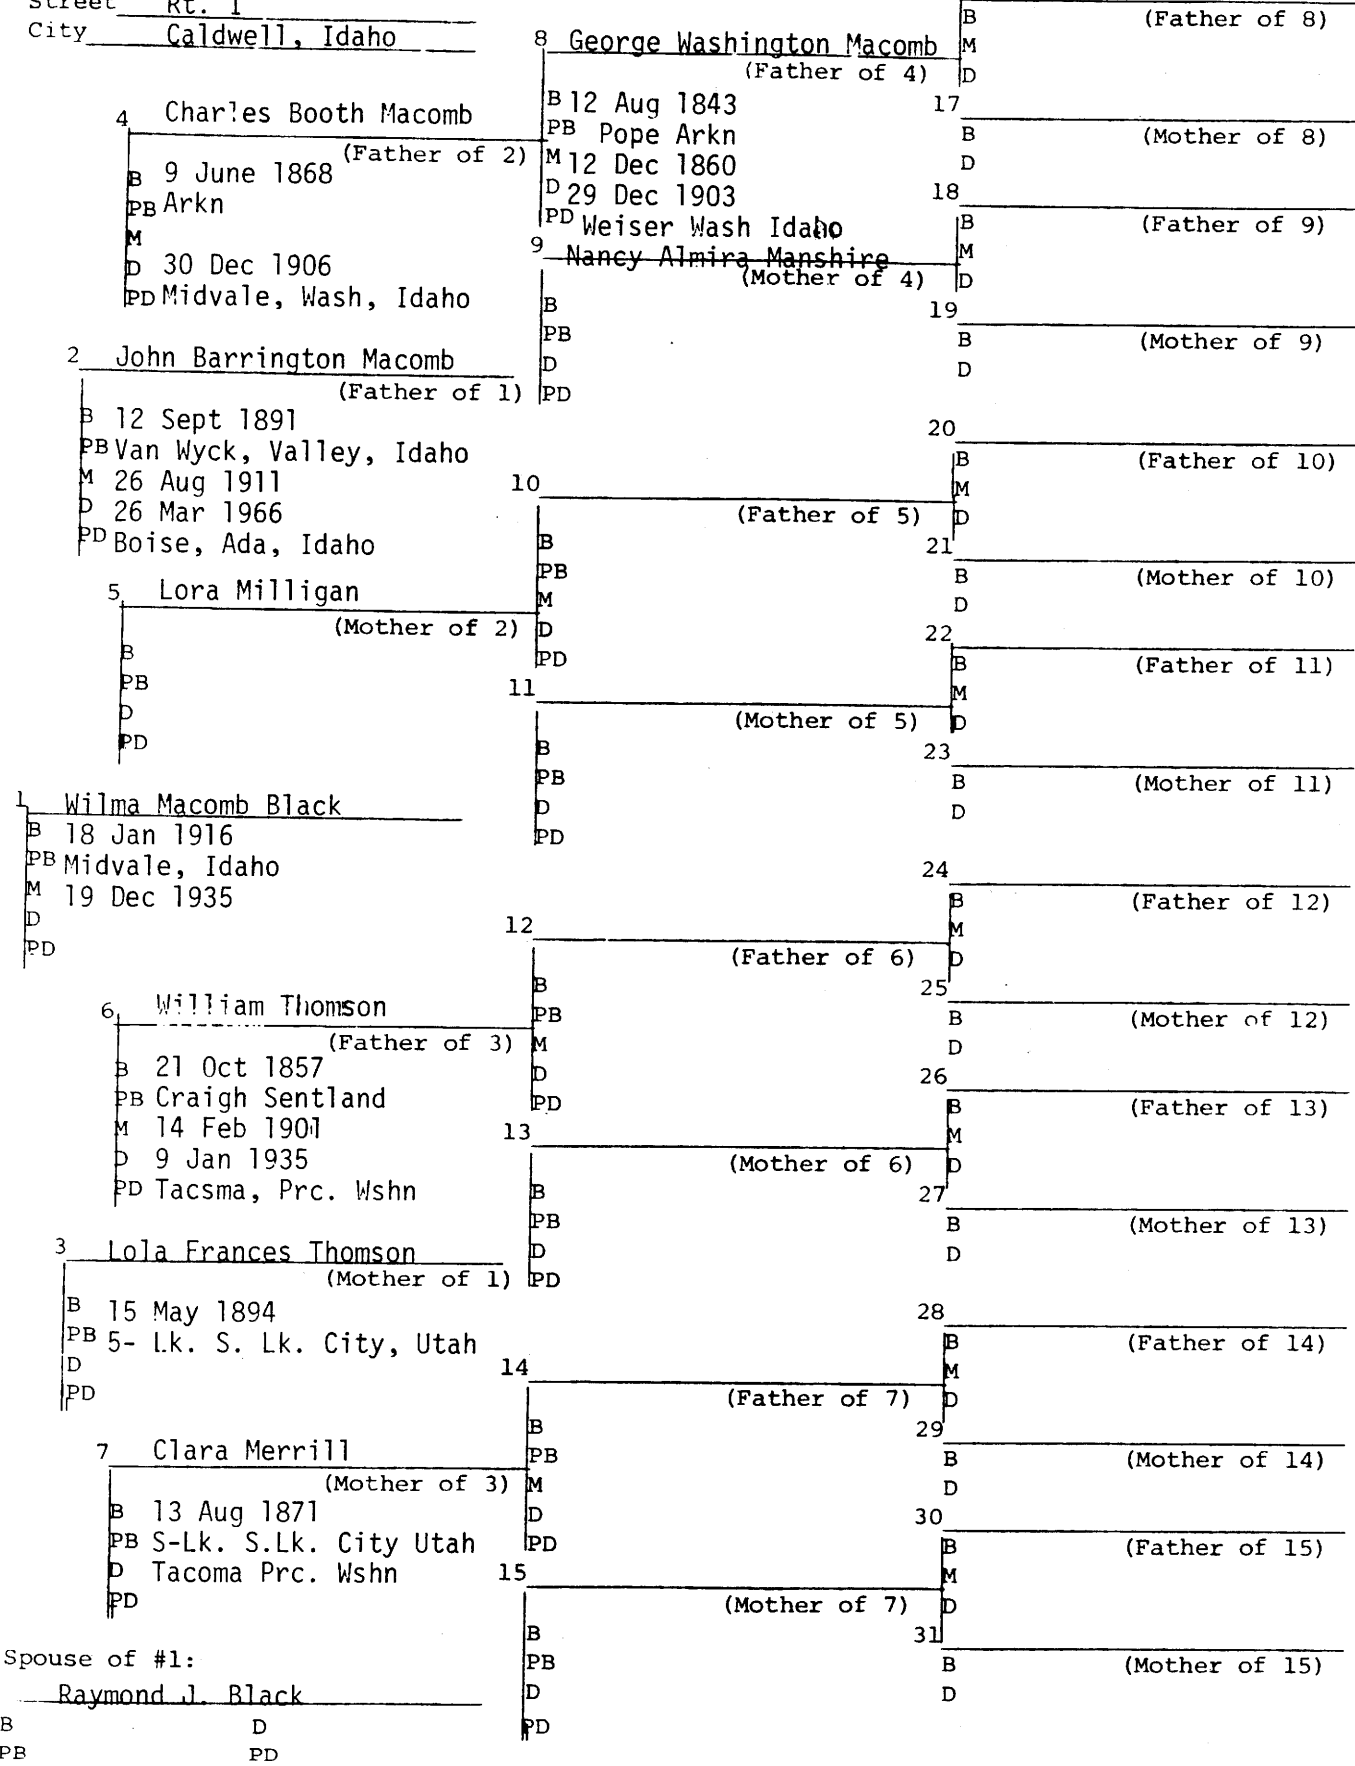 Street Rt. 1
City Caldwell, Idaho
4 Charles Booth Macomb
(Father of 2)
B 9 June 1868
PB Arkn
M
D 30 Dec 1906
PD Midvale, Wash, Idaho
2 John Barrington Macomb
(Father of 1)
B 12 Sept 1891
PB Van Wyck, Valley, Idaho
M 26 Aug 1911
D 26 Mar 1966
PD Boise, Ada, Idaho
5 Lora Milligan
(Mother of 2)
B
PB
D
PD
1 Wilma Macomb Black
B 18 Jan 1916
PB Midvale, Idaho
M 19 Dec 1935
D
PD
6 William Thomson
(Father of 3)
B 21 Oct 1857
PB Craigh Sentland
M 14 Feb 1901
D 9 Jan 1935
PD Tacsma, Prc. Wshn
3 Lola Frances Thomson
(Mother of 1)
B 15 May 1894
PB 5- Lk. S. Lk. City, Utah
D
PD
7 Clara Merrill
(Mother of 3)
B 13 Aug 1871
PB S-Lk. S.Lk. City Utah
D Tacoma Prc. Wshn
PD
Spouse of #1:
Raymond J. Black
B D
PB PD
8 George Washington Macomb
(Father of 4)
B 12 Aug 1843
PB Pope Arkn
M 12 Dec 1860
D 29 Dec 1903
PD Weiser Wash Idaho
9 Nancy Almira Manshire
(Mother of 4)
B
PB
D
PD
10
(Father of 5)
B
PB
M
D
PD
11
(Mother of 5)
B
PB
D
PD
12
(Father of 6)
B
PB
M
D
PD
13
(Mother of 6)
B
PB
D
PD
14
(Father of 7)
B
PB
M
D
PD
15
(Mother of 7)
B
PB
D
PD
B (Father of 8)
M
D
17
B (Mother of 8)
D
18
B (Father of 9)
M
D
19
B (Mother of 9)
D
20
B (Father of 10)
M
D
21
B (Mother of 10)
D
22
B (Father of 11)
M
D
23
B (Mother of 11)
D
24
B (Father of 12)
M
D
25
B (Mother of 12)
D
26
B (Father of 13)
M
D
27
B (Mother of 13)
D
28
B (Father of 14)
M
D
29
B (Mother of 14)
D
30
B (Father of 15)
M
D
31
B (Mother of 15)
D